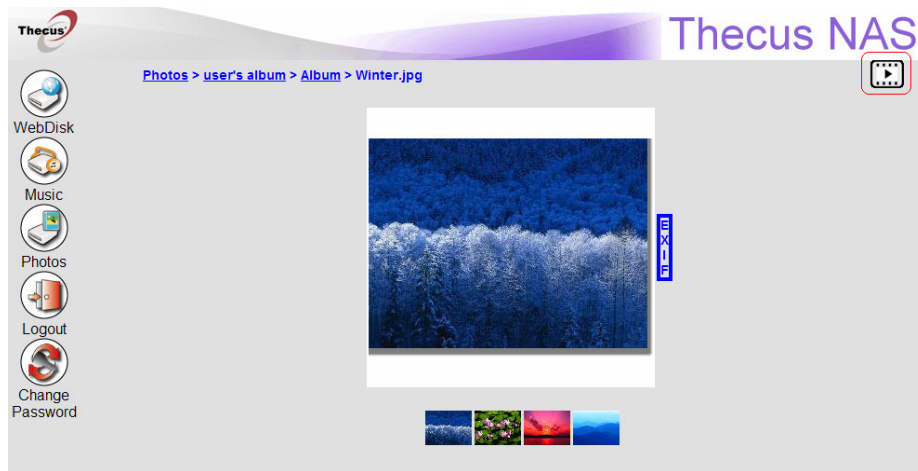 Thecus
Thecus NAS
Photos > user's album > Album > Winter.jpg
WebDisk
Music
Photos
Logout
Change
Password
E
X
I
F